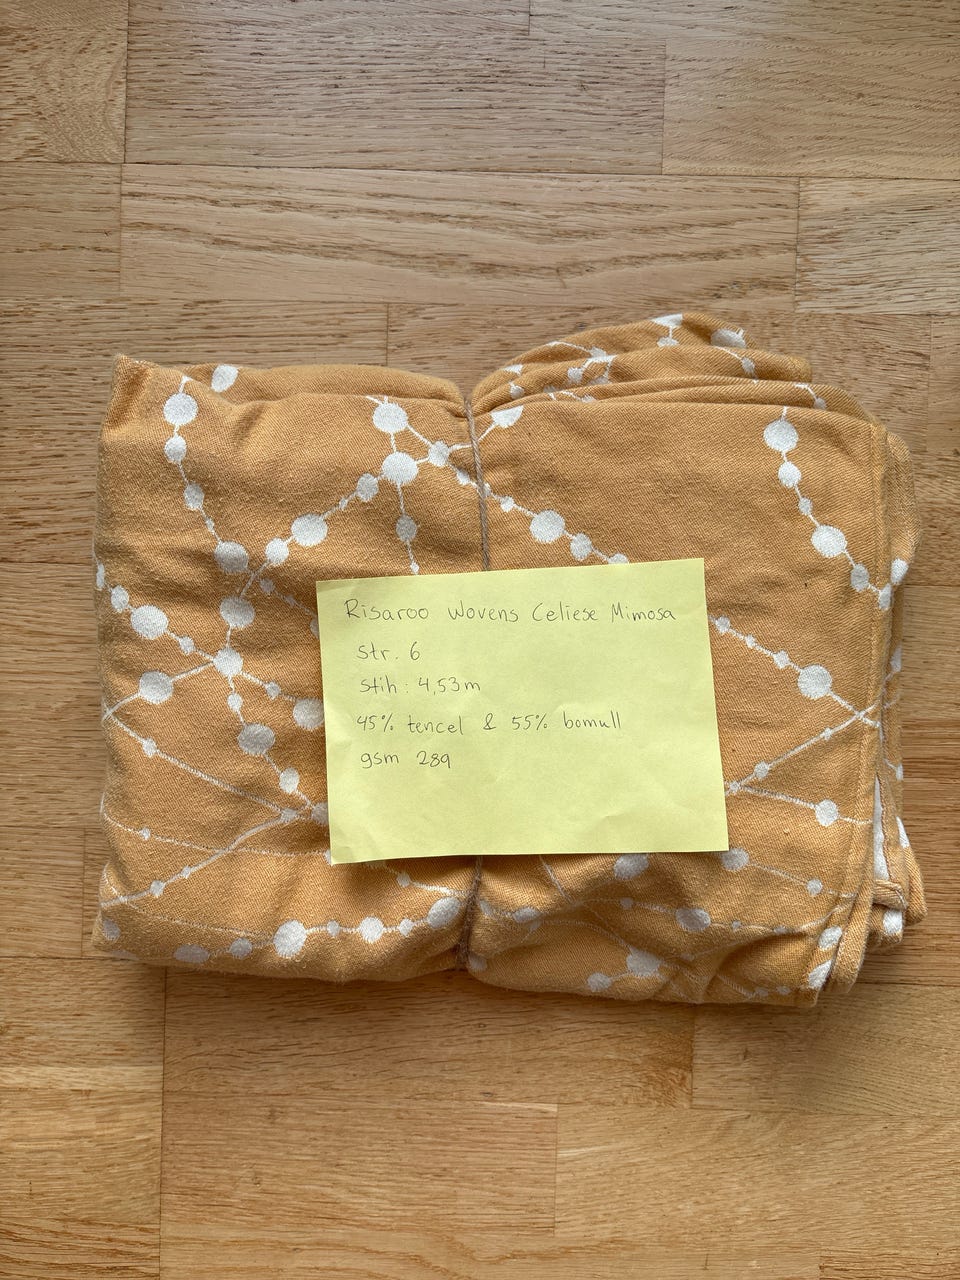 Risaroo Wovens Celiese Mimosa
Str. 6
Stih: 4,53m
45% tencel & 55% bomull
gsm 289